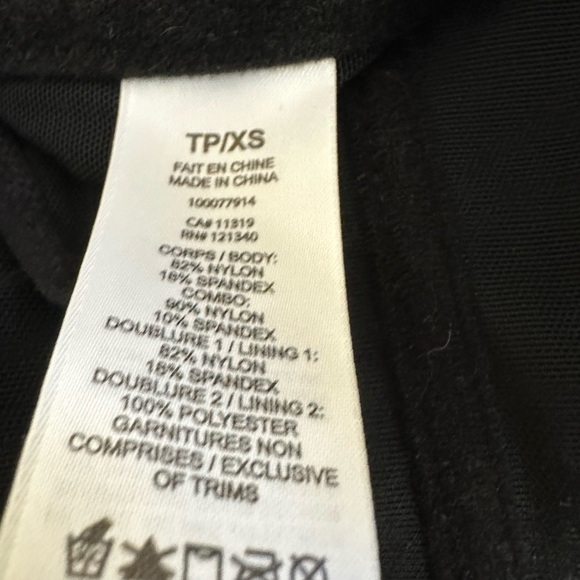 TP/XS
FAIT EN CHINE
MADE IN CHINA
100077914
CA# 11319
RN# 121340
CORPS / BODY:
82% NYLON
18% SPANDEX
COMBO:
90% NYLON
10% SPANDEX
DOUBLURE 1 / LINING 1:
82% NYLON
18% SPANDEX
DOUBLURE 2 / LINING 2:
100% POLYESTER
GARNITURES NON
COMPRISES / EXCLUSIVE
OF TRIMS